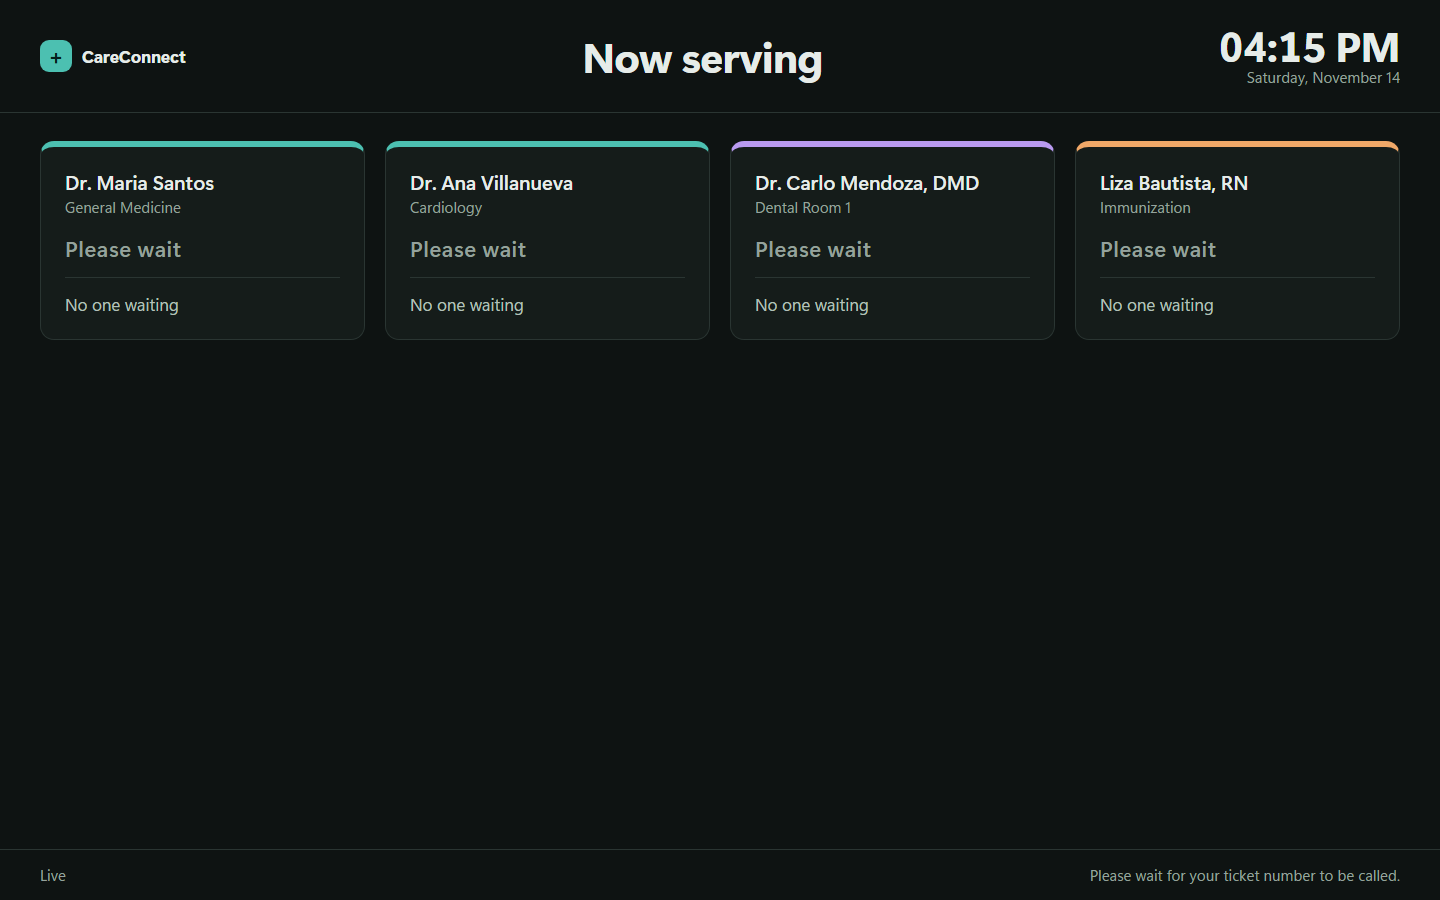 + CareConnect
Now serving
04:15 PM
Saturday, November 14
Dr. Maria Santos
General Medicine
Please wait
No one waiting
Dr. Ana Villanueva
Cardiology
Please wait
No one waiting
Dr. Carlo Mendoza, DMD
Dental Room 1
Please wait
No one waiting
Liza Bautista, RN
Immunization
Please wait
No one waiting
Live
Please wait for your ticket number to be called.